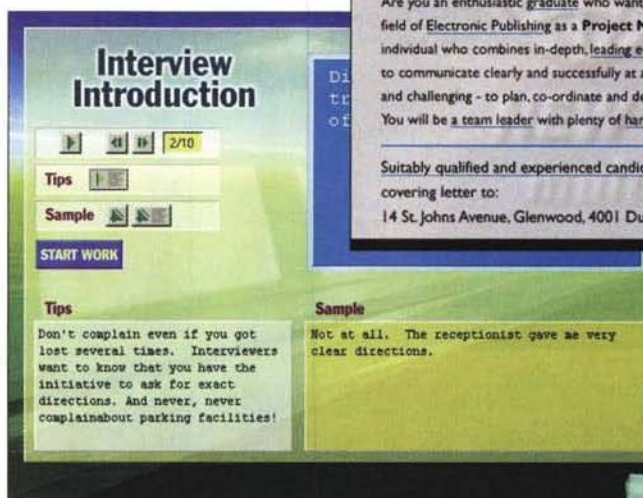 Are you an enthusiastic graduate who want
field of Electronic Publishing as a Project
individual who combines in-depth, leading
to communicate clearly and successfully at
and challenging - to plan, co-ordinate and
You will be a team leader with plenty of
Suitably qualified and experienced
covering letter to:
14 St. Johns Avenue, Glenwood, 4001
Interview
Introduction
2/10
Tips
Sample
START WORK
Di
tr
of
Tips
Don't complain even if you got
lost several times. Interviewers
want to know that you have the
initiative to ask for exact
directions. And never, never
complainabout parking facilities!
Sample
Not at all. The receptionist gave me very
clear directions.